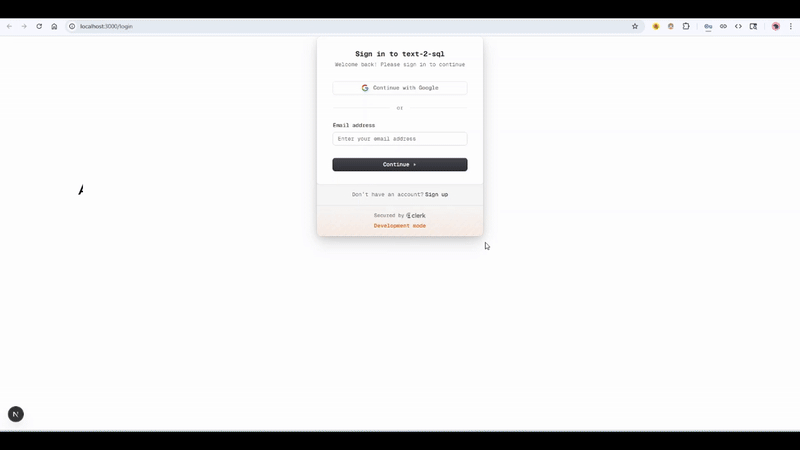 localhost:3000/login
Sign in to text-2-sql
Welcome back! Please sign in to continue
Continue with Google
or
Email address
Enter your email address
Continue
Don't have an account? Sign up
Secured by clerk
Development mode
N